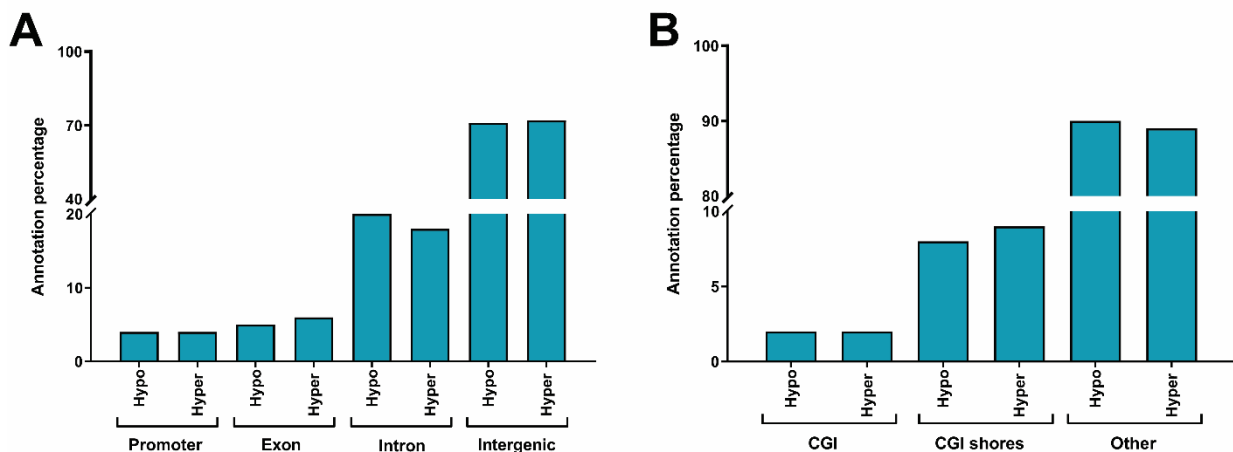 A
Annotation percentage
100
70
40
20
10
0
Hypo
Hyper
Hypo
Hyper
Hypo
Hyper
Hypo
Hyper
Promoter
Exon
Intron
Intergenic
B
Annotation percentage
100
90
80
10
5
0
Hypo
Hyper
Hypo
Hyper
Hypo
Hyper
CGI
CGI shores
Other